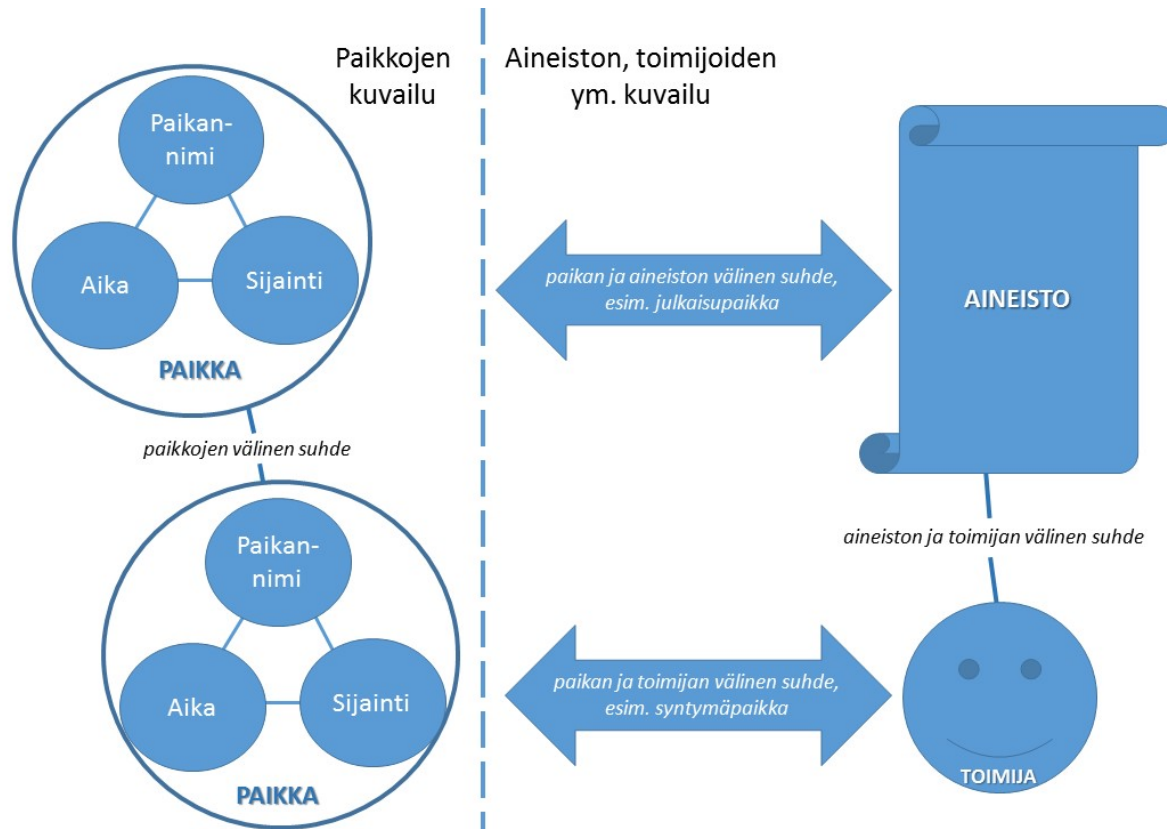 Paikkojen
kuvailu
Aineiston, toimijoiden
ym. kuvailu
Paikan-
nimi
Aika
Sijainti
PAIKKA
paikan ja aineiston välinen suhde,
esim. julkaisupaikka
AINEISTO
paikkojen välinen suhde
aineiston ja toimijan välinen suhde
Paikan-
nimi
Aika
Sijainti
PAIKKA
paikan ja toimijan välinen suhde,
esim. syntymäpaikka
TOIMIJA